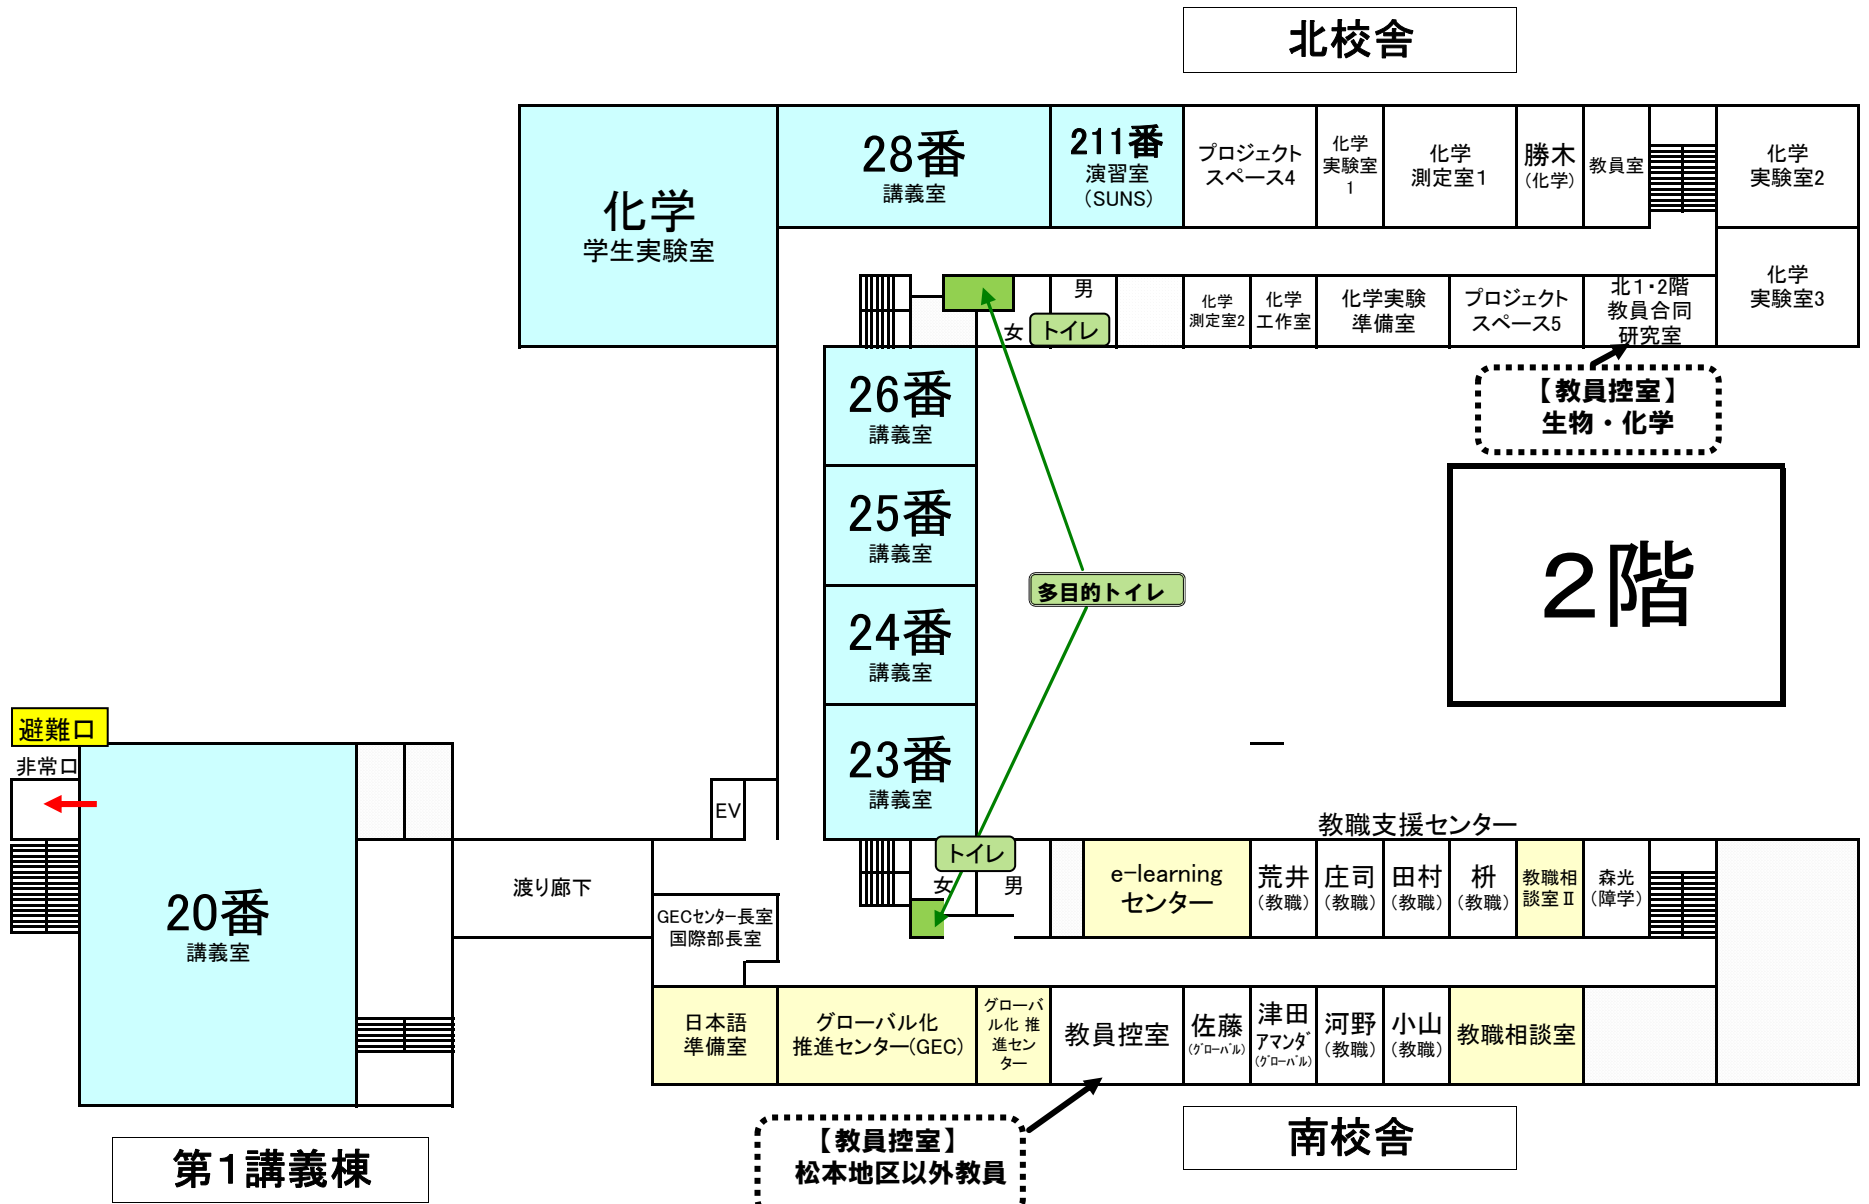 北校舎
化学
学生実験室
28番
講義室
211番
演習室
(SUNS)
プロジェクト
スペース4
化学
実験室
1
化学
測定室1
勝木
(化学)
教員室
化学
実験室2
化学
実験室3
男
女
トイレ
化学
測定室2
化学
工作室
化学実験
準備室
プロジェクト
スペース5
北1・2階
教員合同
研究室
【教員控室】
生物・化学
26番
講義室
25番
講義室
24番
講義室
23番
講義室
多目的トイレ
2階
避難口
非常口
20番
講義室
渡り廊下
EV
GECセンター長室
国際部長室
トイレ
女
男
教職支援センター
e-learning
センター
荒井
(教職)
庄司
(教職)
田村
(教職)
枡
(教職)
教職相
談室Ⅱ
森光
(障学)
日本語
準備室
グローバル化
推進センター(GEC)
グローバ
ル化 推
進セン
ター
教員控室
佐藤
(グローバル)
津田
アマンダ
(グローバル)
河野
(教職)
小山
(教職)
教職相談室
【教員控室】
松本地区以外教員
南校舎
第1講義棟